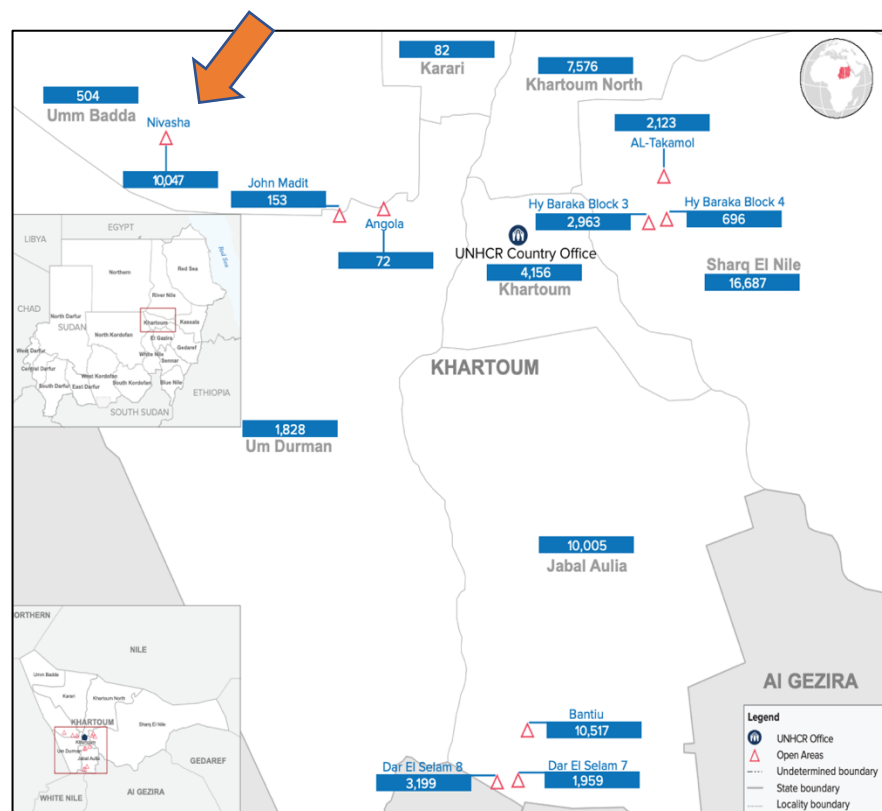 82
Karari
7,576
Khartoum North
504
Umm Badda
Nivasha
10,047
2,123
AL-Takamol
John Madit
153
Angola
72
Hy Baraka Block 3
2,963
Hy Baraka Block 4
696
UNHCR Country Office
4,156
Khartoum
Sharq El Nile
16,687
LIBYA
EGYPT
Red Sea
Northern
Red Sea
River Nile
CHAD
North Darfur
SUDAN
Khartoum
Kassala
North Kordofan
El Gezira
West Darfur
White Nile
Gedaref
Sennar
Central Darfur
West Kordofan
South Darfur
East Darfur
South Kordofan
Blue Nile
ETHIOPIA
SOUTH SUDAN
KHARTOUM
1,828
Um Durman
10,005
Jabal Aulia
Al GEZIRA
NORTHERN
NILE
Umm Badda
Karari
Khartoum North
KHARTOUM
Sharq El Nile
Khartoum
Um Durman
Jabal Aulia
GEDAREF
WHITE NILE
Al GEZIRA
Bantiu
10,517
Dar El Selam 8
3,199
Dar El Selam 7
1,959
Legend
UNHCR Office
Open Areas
Undetermined boundary
State boundary
Locality boundary